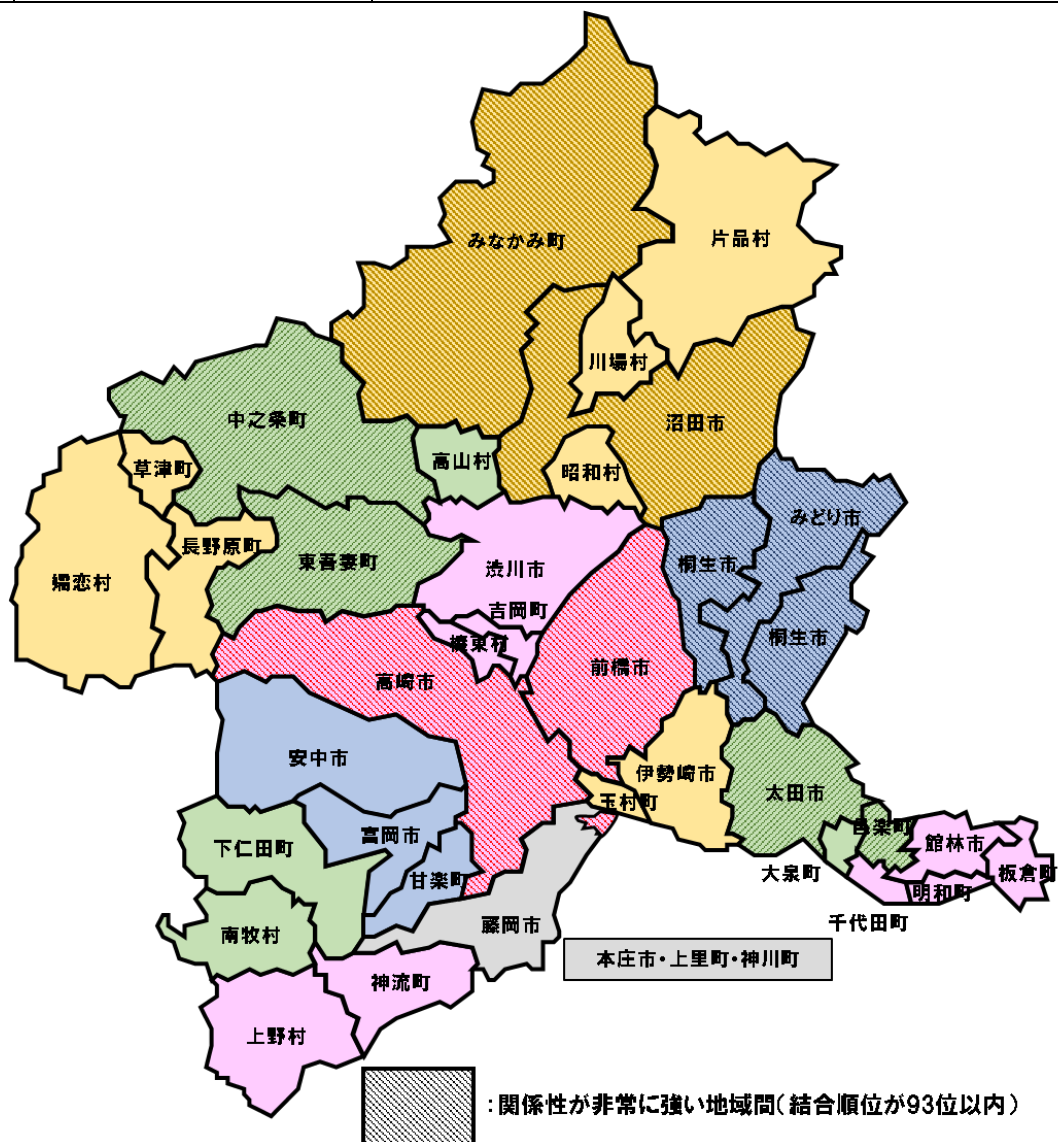 みなかみ町
片品村
川場村
中之条町
沼田市
草津町
高山村
昭和村
みどり市
長野原町
東吾妻町
渋川市
桐生市
嬬恋村
吉岡町
桐生市
榛東村
前橋市
高崎市
安中市
伊勢崎市
太田市
玉村町
富岡市
邑楽町
下仁田町
館林市
甘楽町
大泉町
板倉町
明和町
南牧村
藤岡市
千代田町
本庄市・上里町・神川町
神流町
上野村
：関係性が非常に強い地域間（結合順位が93位以内）